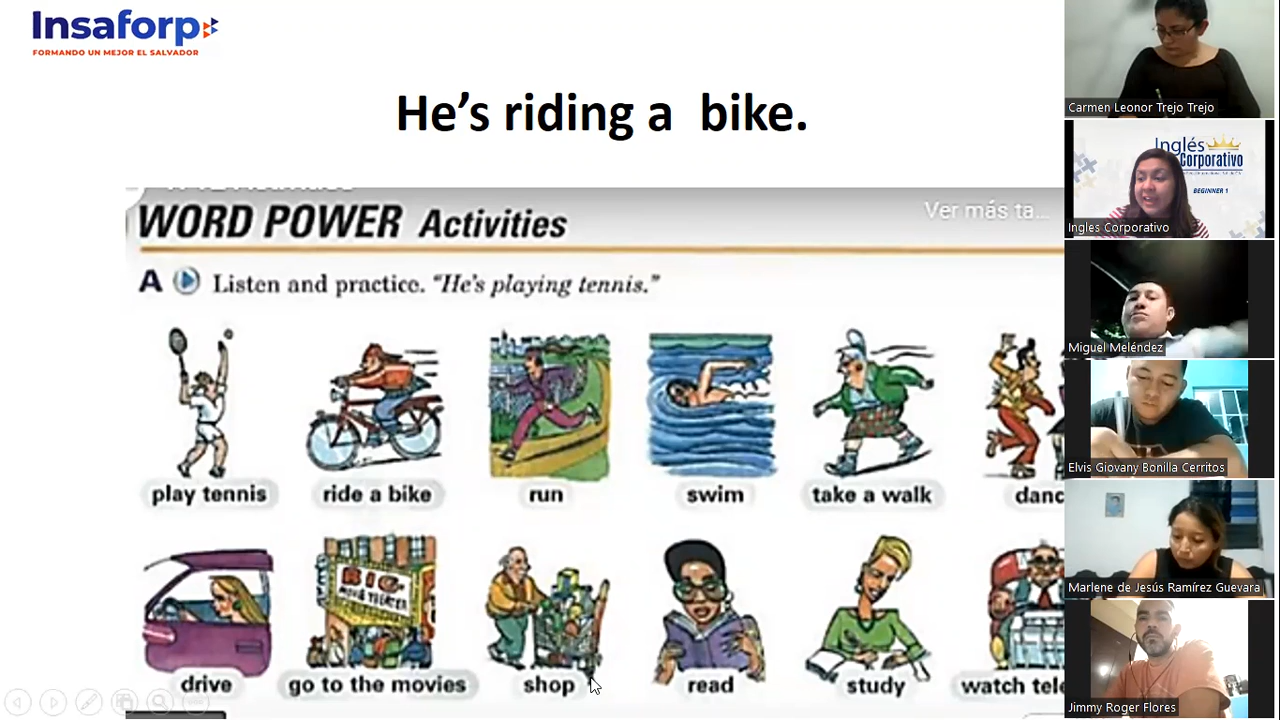 Insaforp
FORMANDO UN MEJOR EL SALVADOR
He's riding a bike.
WORD POWER Activities
Ver más ta...
A Listen and practice. "He's playing tennis."
play tennis ride a bike run swim take a walk danc
drive go to the movies shop read study watch tele
Carmen Leonor Trejo Trejo
Inglés
Corporativo
BEGINNER 1
Ingles Corporativo
Miguel Meléndez
Elvis Giovany Bonilla Cerritos
Marlene de Jesús Ramírez Guevara
Jimmy Roger Flores